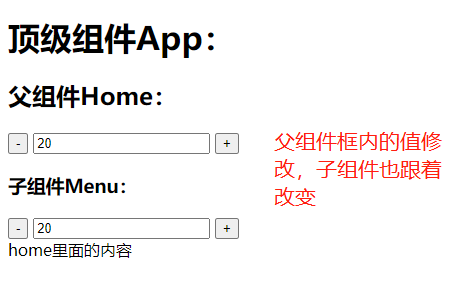 顶级组件App：
父组件Home：
- 20 +
父组件框内的值修
改，子组件也跟着
改变
子组件Menu：
- 20 +
home里面的内容